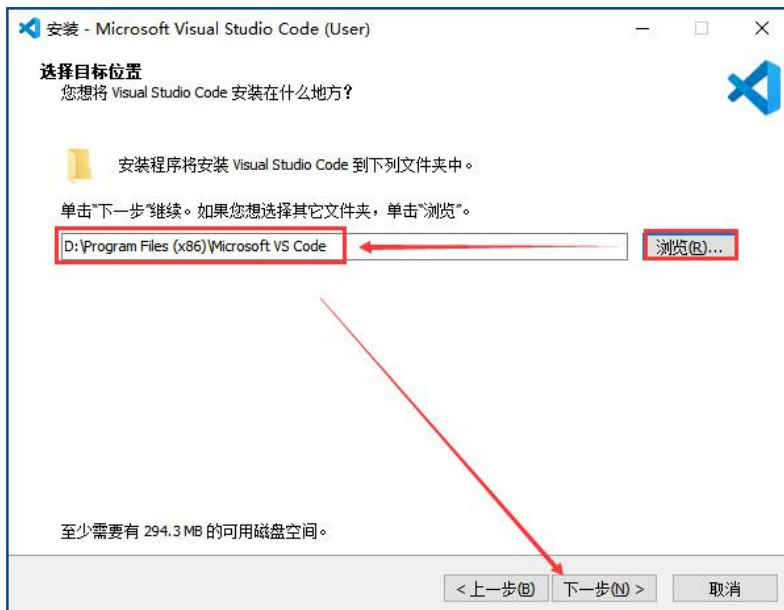 安装 - Microsoft Visual Studio Code (User)
选择目标位置
您想将 Visual Studio Code 安装在什么地方?
安装程序将安装 Visual Studio Code 到下列文件夹中。
单击"下一步"继续。如果您想选择其它文件夹，单击"浏览"。
D:\Program Files (x86)\Microsoft VS Code 浏览(R)...
至少需要有 294.3 MB 的可用磁盘空间。
< 上一步(B) 下一步(N) > 取消